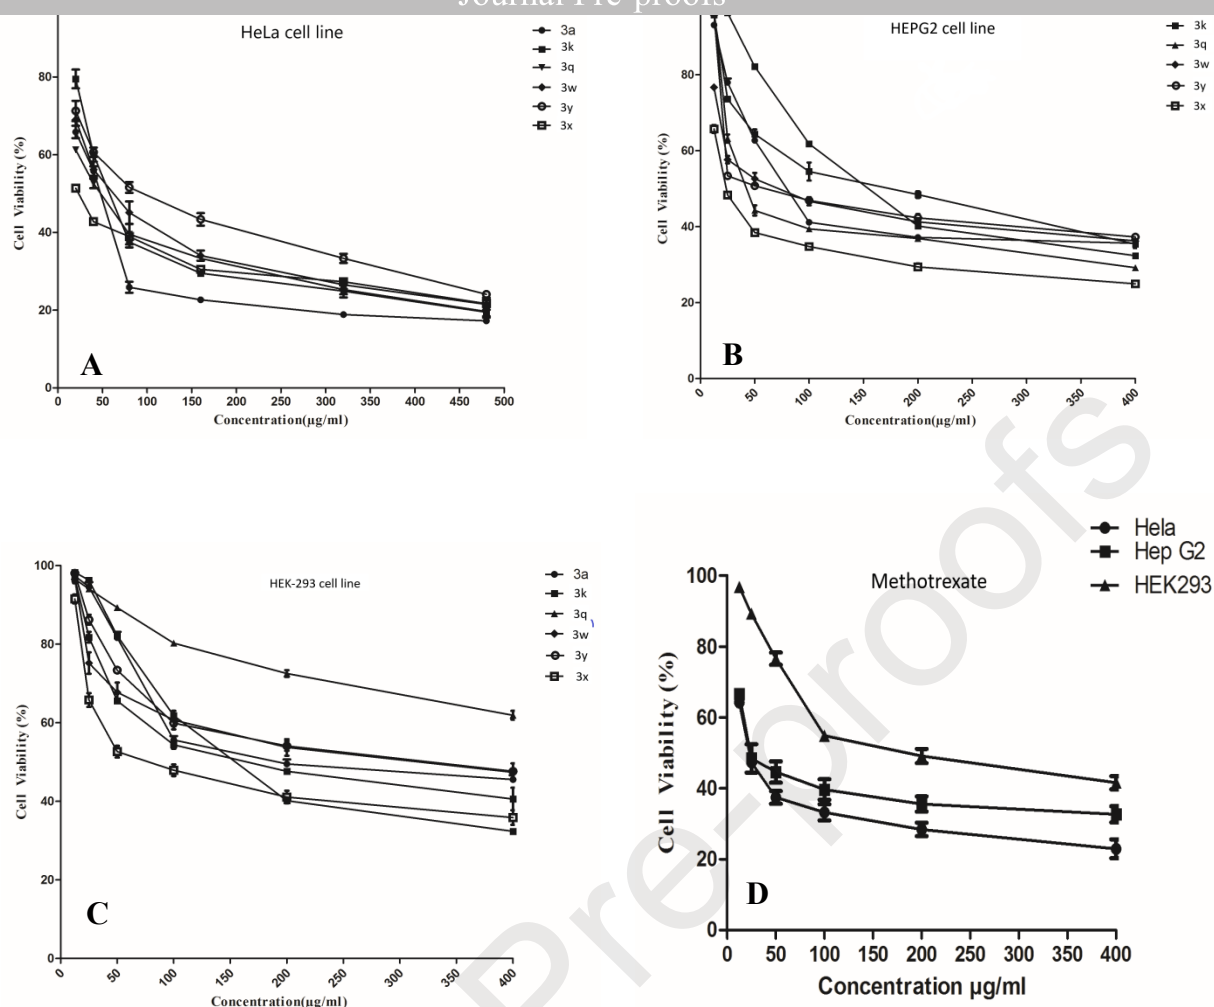 Journal Pre-proofs
HeLa cell line
3a
3k
3q
3w
3y
3x
Cell Viability (%)
80
60
40
20
0
0 50 100 150 200 250 300 350 400 450 500
Concentration(µg/ml)
A
HEPG2 cell line
3k
3q
3w
3y
3x
Cell Viability (%)
80
60
40
20
0
0 50 100 150 200 250 300 350 400
Concentration(µg/ml)
B
HEK-293 cell line
3a
3k
3q
3w
3y
3x
Cell Viability (%)
100
80
60
40
20
0
0 50 100 150 200 250 300 350 400
Concentration(µg/ml)
C
Methotrexate
Hela
Hep G2
HEK293
Cell Viability (%)
100
80
60
40
20
0
0 50 100 150 200 250 300 350 400
Concentration µg/ml
D
Pre-proofs